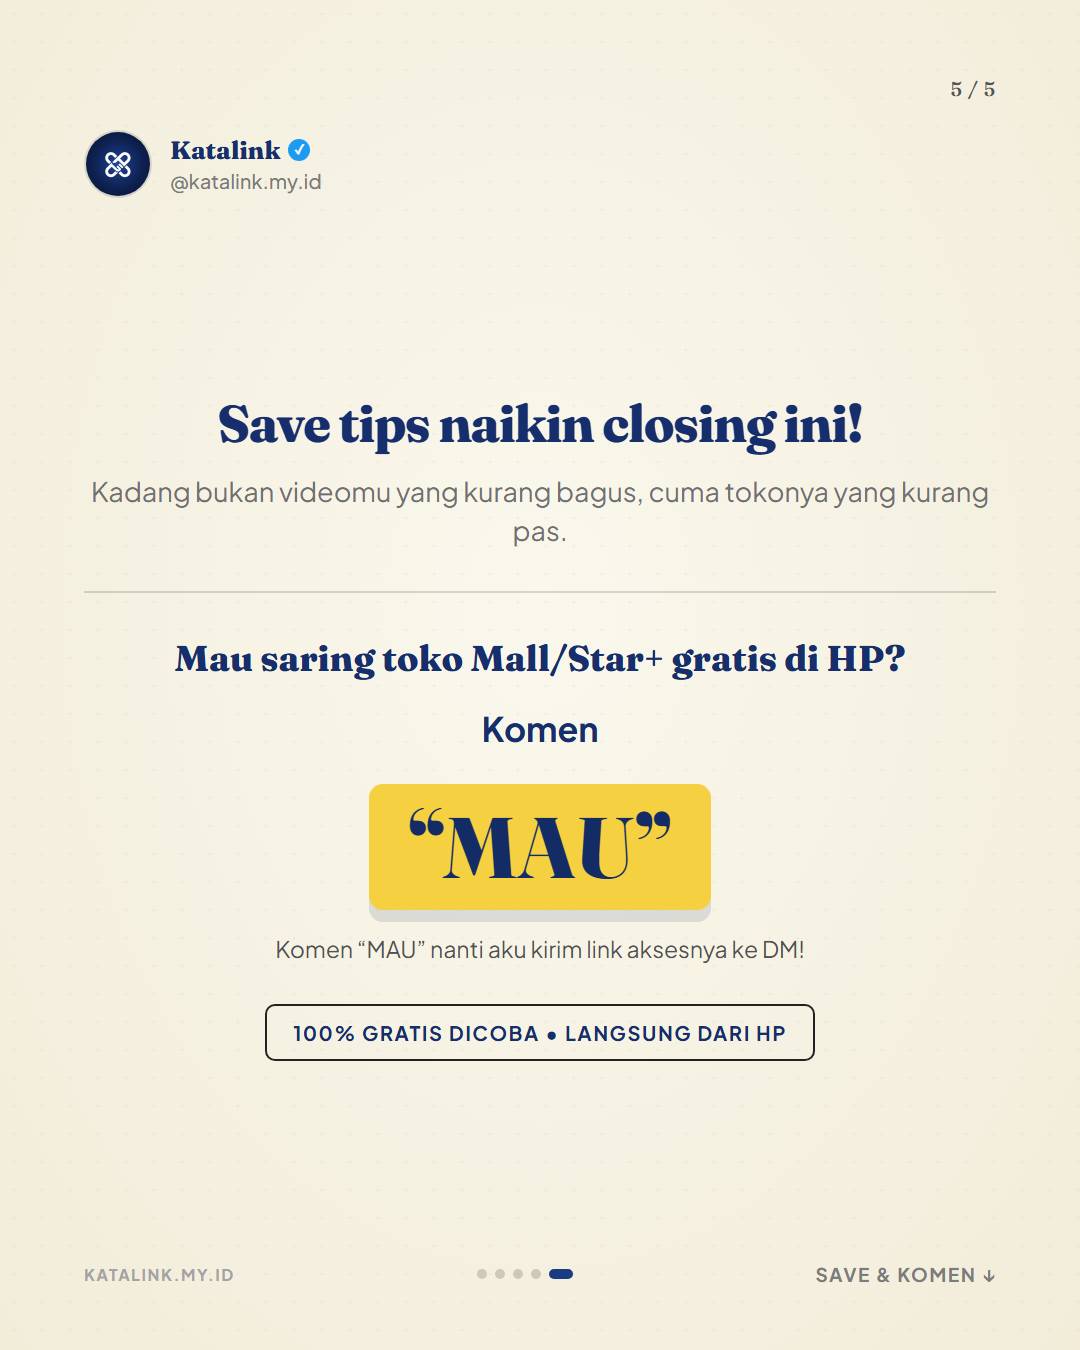 5 / 5
Katalink
@katalink.my.id
Save tips naikin closing ini!
Kadang bukan videomu yang kurang bagus, cuma tokonya yang kurang
pas.
Mau saring toko Mall/Star+ gratis di HP?
Komen
“MAU”
Komen “MAU” nanti aku kirim link aksesnya ke DM!
100% GRATIS DICOBA • LANGSUNG DARI HP
KATALINK.MY.ID
SAVE & KOMEN ↓